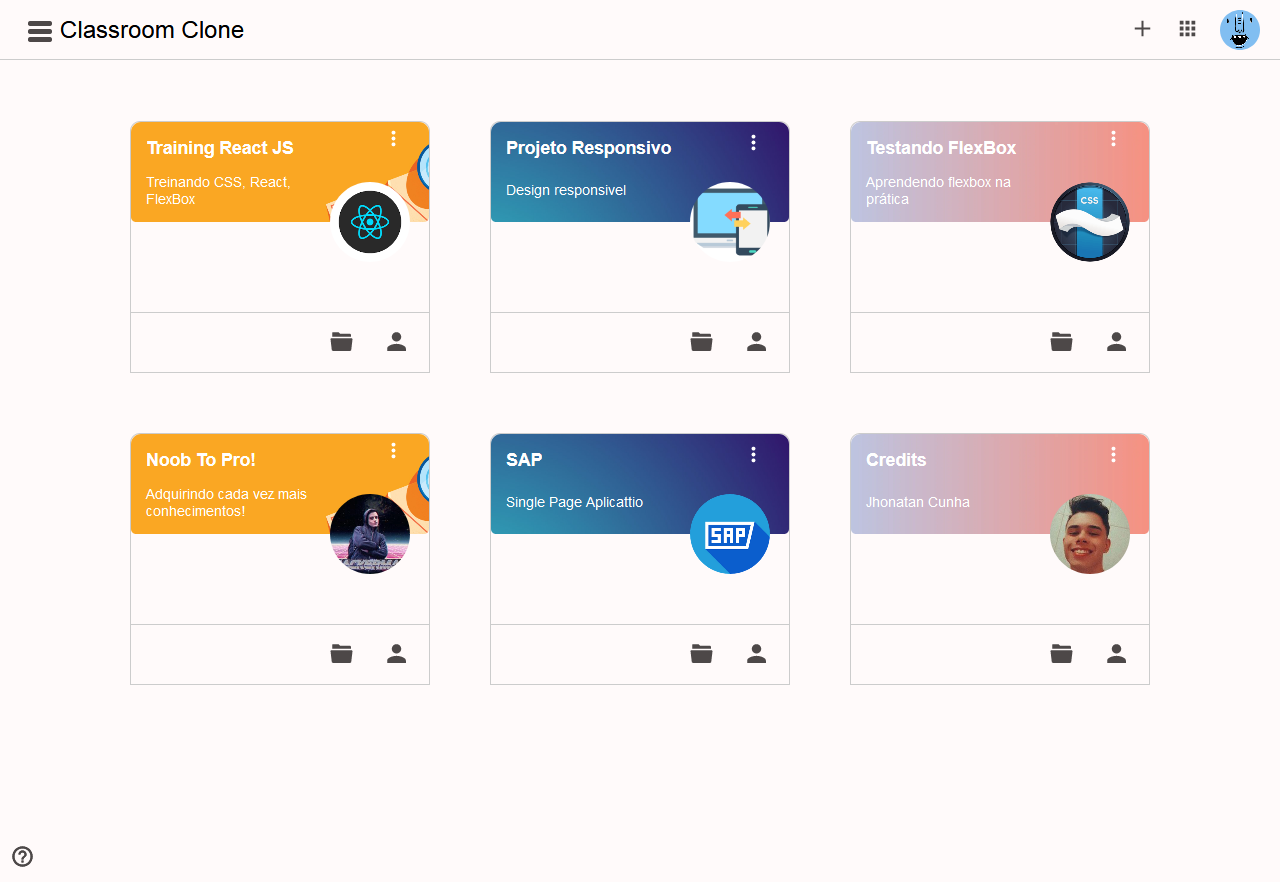 Classroom Clone
Training React JS
Treinando CSS, React,
FlexBox
Projeto Responsivo
Design responsivel
Testando FlexBox
Aprendendo flexbox na
prática
CSS
Noob To Pro!
Adquirindo cada vez mais
conhecimentos!
SAP
Single Page Aplicattio
SAP
Credits
Jhonatan Cunha